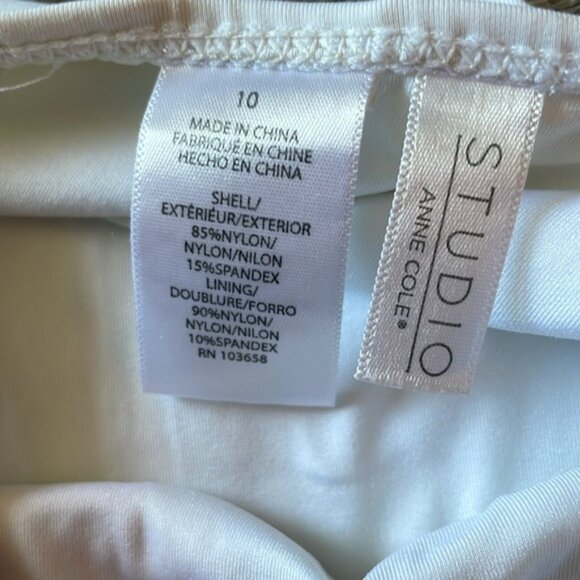 10
MADE IN CHINA
FABRIQUÉ EN CHINE
HECHO EN CHINA
SHELL/
EXTÉRIEUR/EXTERIOR
85%NYLON/
NYLON/NILON
15%SPANDEX
LINING/
DOUBLURE/FORRO
90%NYLON/
NYLON/NILON
10%SPANDEX
RN 103658
STUDIO
ANNE COLE®